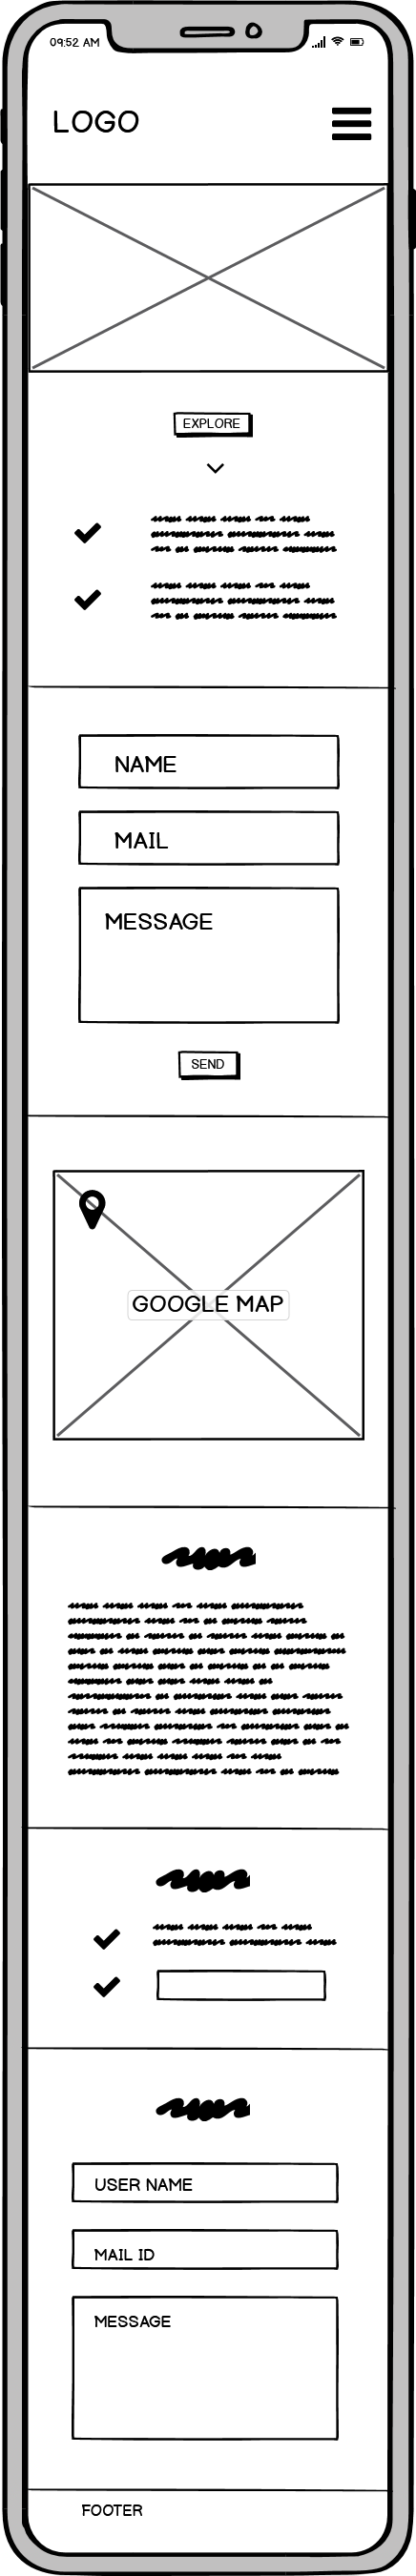 09:52 AM
LOGO
EXPLORE
NAME
MAIL
MESSAGE
SEND
GOOGLE MAP
USER NAME
MAIL ID
MESSAGE
FOOTER